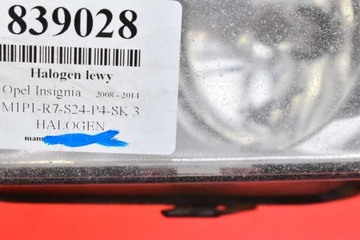 839028
Halogen lewy
Opel Insignia 2008 - 2014
M1P1-R7-S24-P4-SK 3
HALOGEN